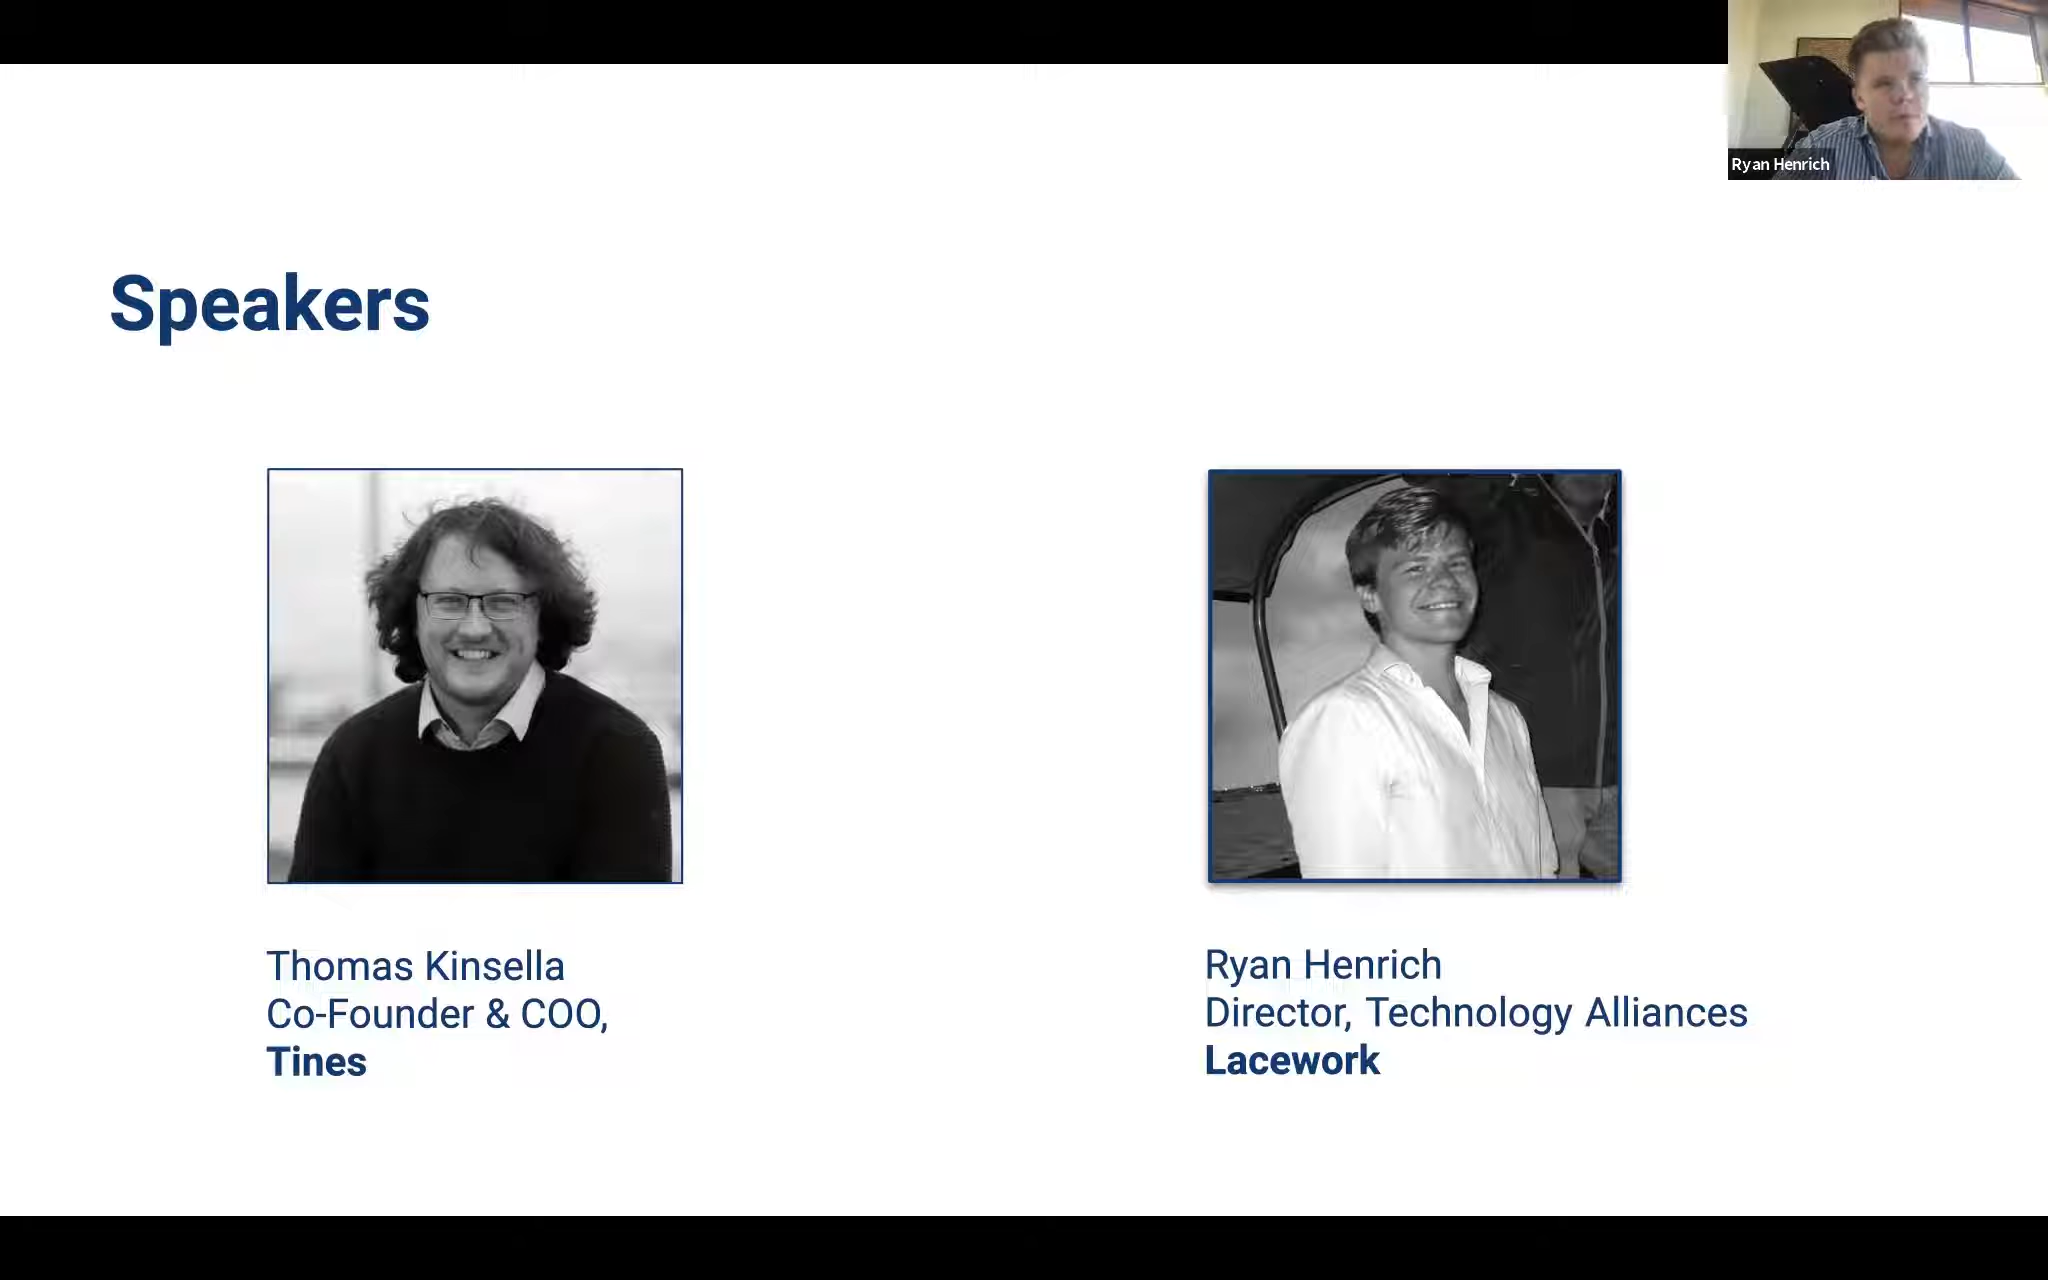 Ryan Henrich
Speakers
Thomas Kinsella
Co-Founder & COO,
Tines
Ryan Henrich
Director, Technology Alliances
Lacework